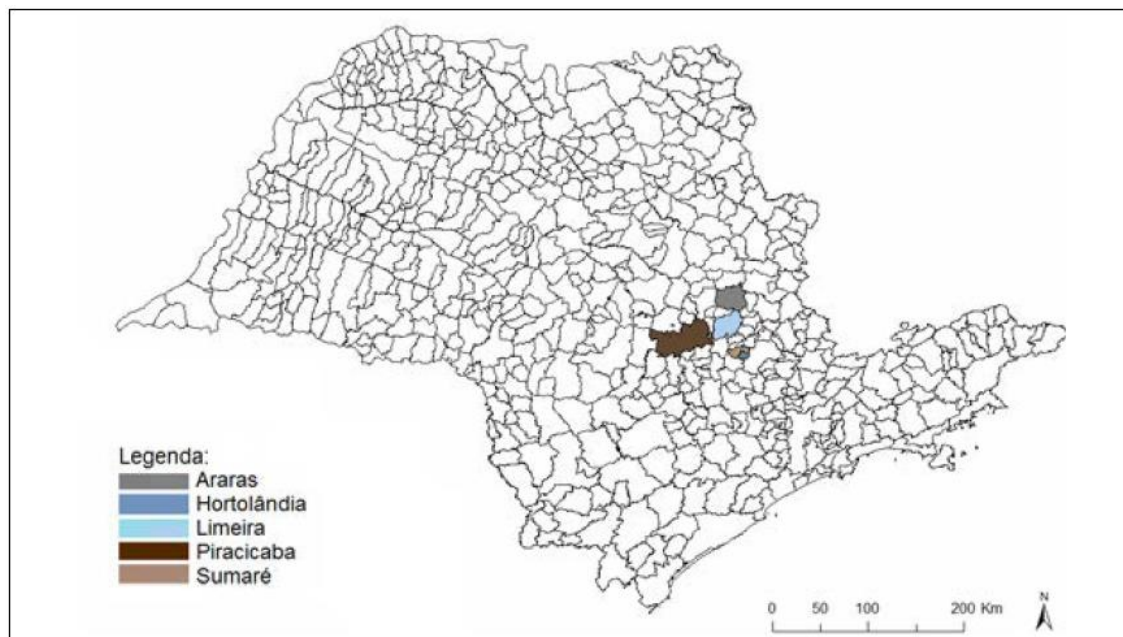 Legenda:
Araras
Hortolândia
Limeira
Piracicaba
Sumaré
0 50 100 200 Km
N